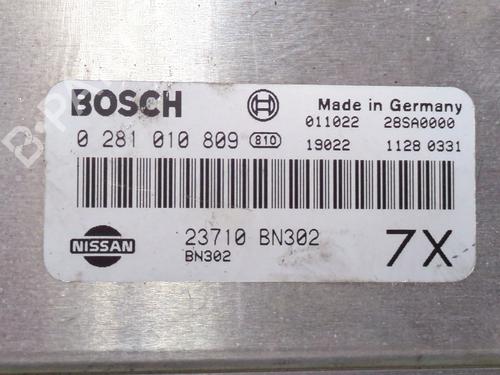 BOSCH
Made in Germany
0 281 010 809 810
011022 28SA0000
19022 1128 0331
NISSAN
23710 BN302
BN302
7X
B-PARTS